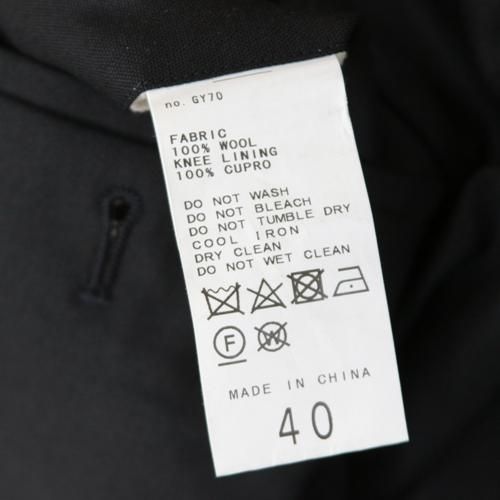 no. GY70
FABRIC
100% WOOL
KNEE LINING
100% CUPRO
DO NOT WASH
DO NOT BLEACH
DO NOT TUMBLE DRY
COOL IRON
DRY CLEAN
DO NOT WET CLEAN
F W
MADE IN CHINA
40